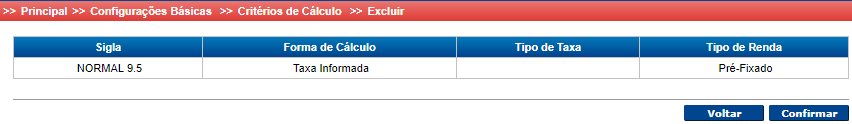 >> Principal >> Configurações Básicas >> Critérios de Cálculo >> Excluir
Sigla Forma de Cálculo Tipo de Taxa Tipo de Renda
NORMAL 9.5 Taxa Informada Pré-Fixado
Voltar Confirmar